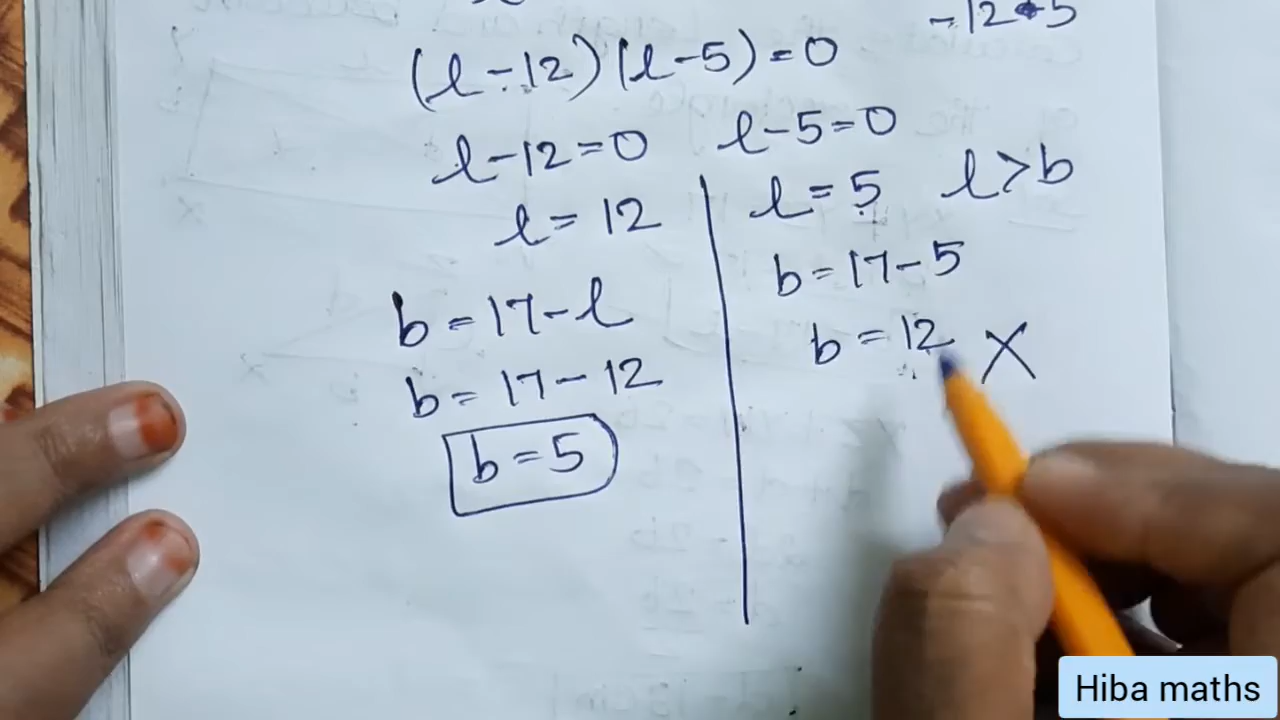 -12 -5
(l-12)(l-5)=0
l-12=0
l-5=0
l=12
l=5 l>b
b=17-l
b=17-5
b=17-12
b=12 X
b=5
Hiba maths